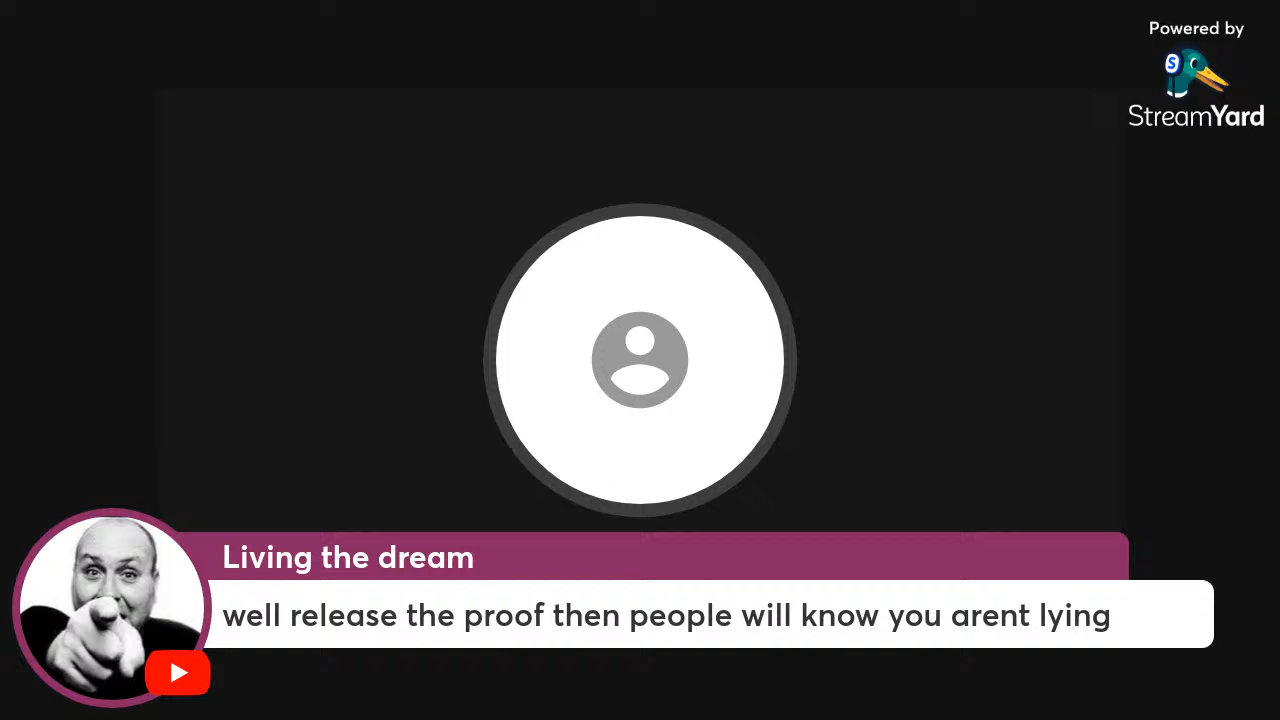 Powered by
S
StreamYard
Living the dream
well release the proof then people will know you arent lying